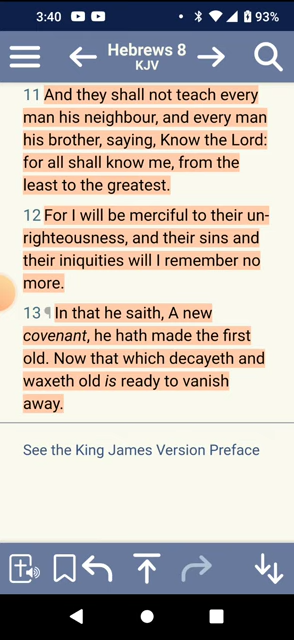 3:40
93%
Hebrews 8
KJV
11 And they shall not teach every
man his neighbour, and every man
his brother, saying, Know the Lord:
for all shall know me, from the
least to the greatest.
12 For I will be merciful to their un-
righteousness, and their sins and
their iniquities will I remember no
more.
13 ¶ In that he saith, A new
covenant, he hath made the first
old. Now that which decayeth and
waxeth old is ready to vanish
away.
See the King James Version Preface